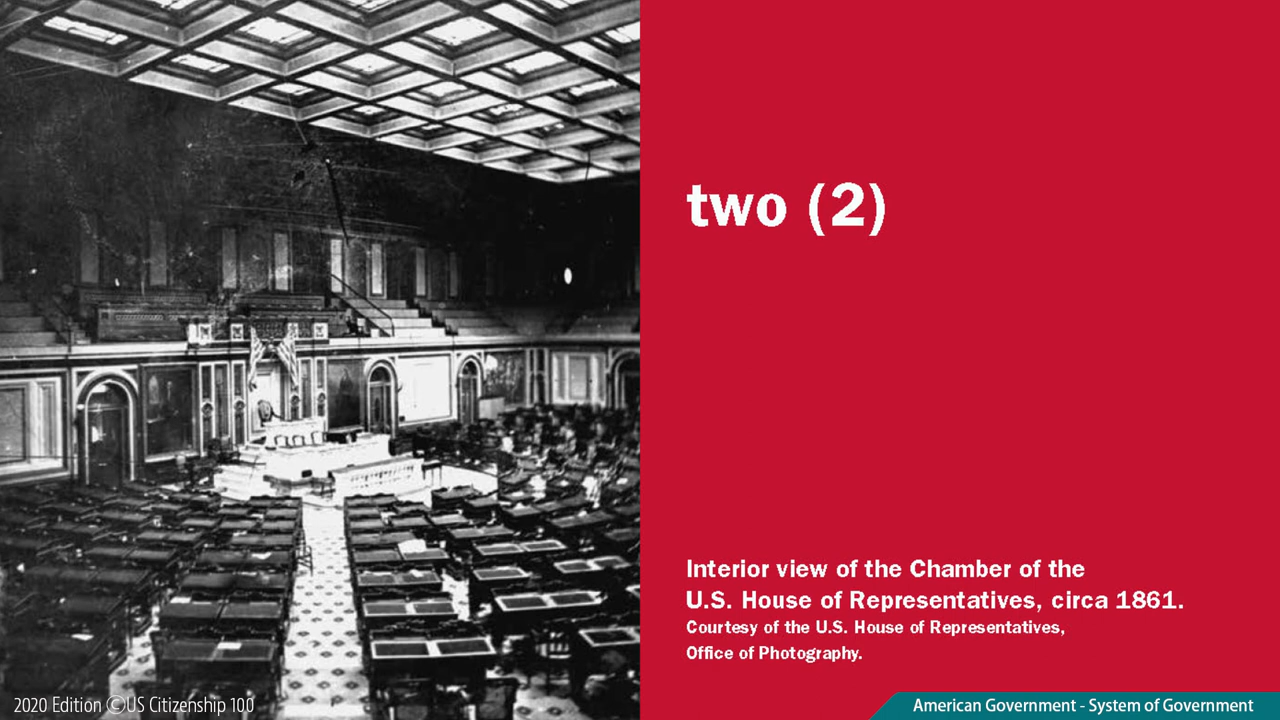 two (2)
Interior view of the Chamber of the
U.S. House of Representatives, circa 1861.
Courtesy of the U.S. House of Representatives,
Office of Photography.
2020 Edition ©US Citizenship 100
American Government - System of Government